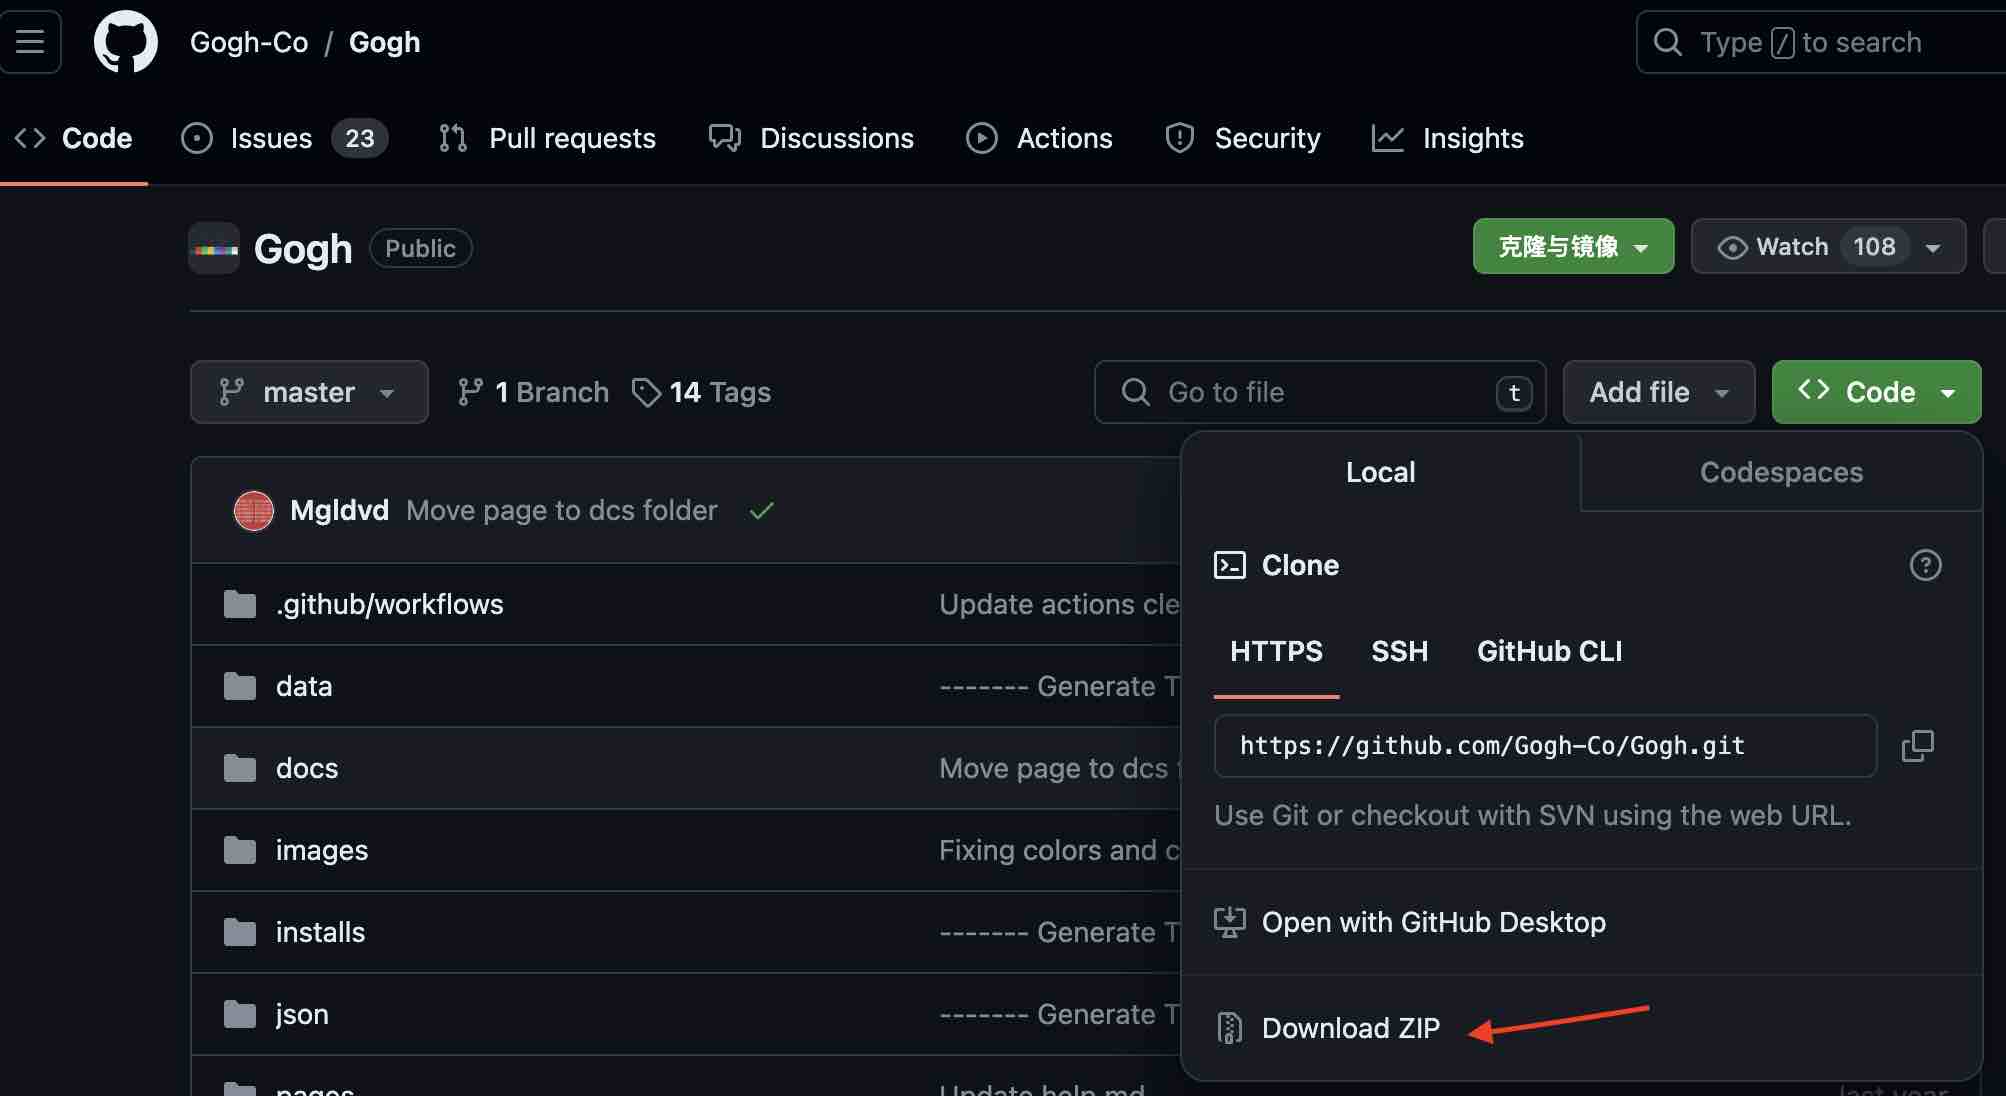 Gogh-Co / Gogh
Type / to search
Code
Issues 23
Pull requests
Discussions
Actions
Security
Insights
Gogh Public
克隆与镜像
Watch 108
master
1 Branch
14 Tags
Go to file t
Add file
Code
Local
Codespaces
Mgldvd Move page to dcs folder
Clone
.github/workflows
Update actions cle
HTTPS
SSH
GitHub CLI
data
------- Generate T
https://github.com/Gogh-Co/Gogh.git
docs
Move page to dcs
Use Git or checkout with SVN using the web URL.
images
Fixing colors and c
installs
------- Generate T
Open with GitHub Desktop
json
------- Generate T
Download ZIP
pages
Update help.md
last year